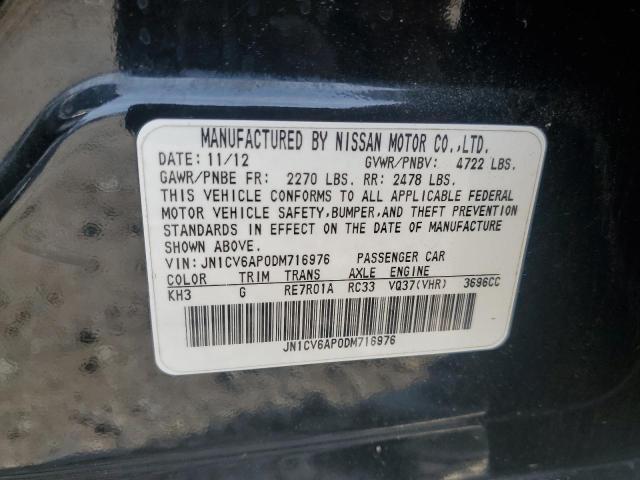 MANUFACTURED BY NISSAN MOTOR CO.,LTD.
DATE: 11/12 GVWR/PNBV: 4722 LBS.
GAWR/PNBE FR: 2270 LBS. RR: 2478 LBS.
THIS VEHICLE CONFORMS TO ALL APPLICABLE FEDERAL
MOTOR VEHICLE SAFETY,BUMPER,AND THEFT PREVENTION
STANDARDS IN EFFECT ON THE DATE OF MANUFACTURE
SHOWN ABOVE.
VIN: JN1CV6AP0DM716976 PASSENGER CAR
COLOR TRIM TRANS AXLE ENGINE
KH3 G RE7R01A RC33 VQ37(VHR) 3696CC
JN1CV6AP0DM716976